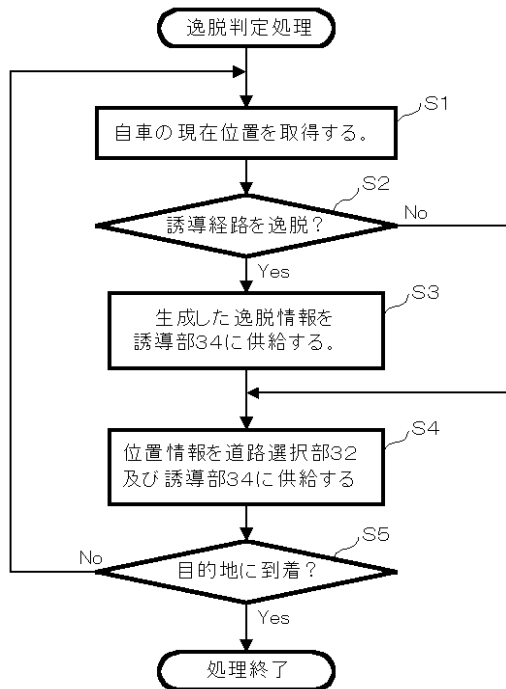 逸脱判定処理
S1
自車の現在位置を取得する。
S2
誘導経路を逸脱？
No
Yes
S3
生成した逸脱情報を
誘導部34に供給する。
S4
位置情報を道路選択部32
及び誘導部34に供給する
S5
No
目的地に到着？
Yes
処理終了